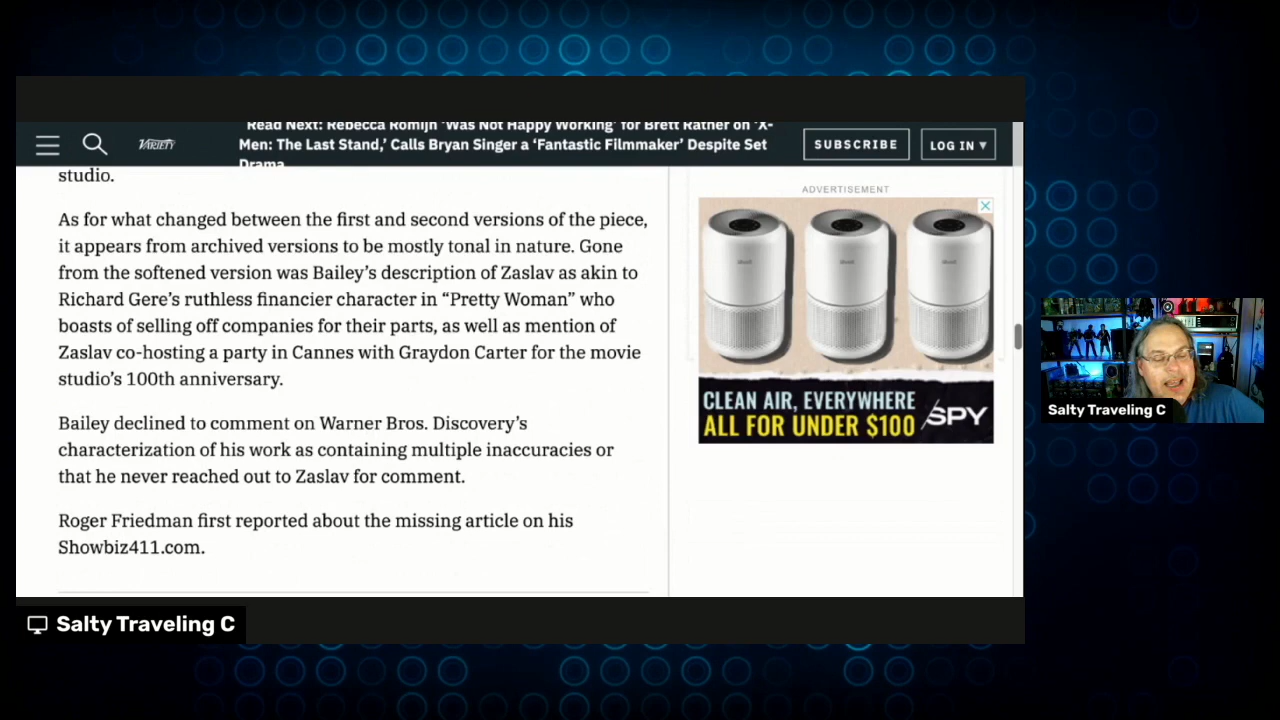 Read Next: Rebecca Romijn ‘Was Not Happy Working’ for Brett Ratner on ‘X-
Men: The Last Stand,’ Calls Bryan Singer a ‘Fantastic Filmmaker’ Despite Set
Drama
VARIETY
SUBSCRIBE
LOG IN ▾
studio.
As for what changed between the first and second versions of the piece,
it appears from archived versions to be mostly tonal in nature. Gone
from the softened version was Bailey’s description of Zaslav as akin to
Richard Gere’s ruthless financier character in “Pretty Woman” who
boasts of selling off companies for their parts, as well as mention of
Zaslav co-hosting a party in Cannes with Graydon Carter for the movie
studio’s 100th anniversary.
Bailey declined to comment on Warner Bros. Discovery’s
characterization of his work as containing multiple inaccuracies or
that he never reached out to Zaslav for comment.
Roger Friedman first reported about the missing article on his
Showbiz411.com.
ADVERTISEMENT
CLEAN AIR, EVERYWHERE
ALL FOR UNDER $100
SPY
Salty Traveling C
Salty Traveling C